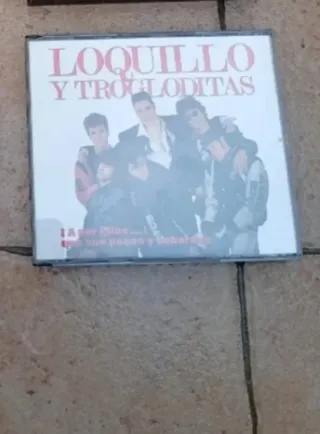 LOQUILLO
Y TROGLODITAS
¡A por ellos.....!
que son pocos y cobardes